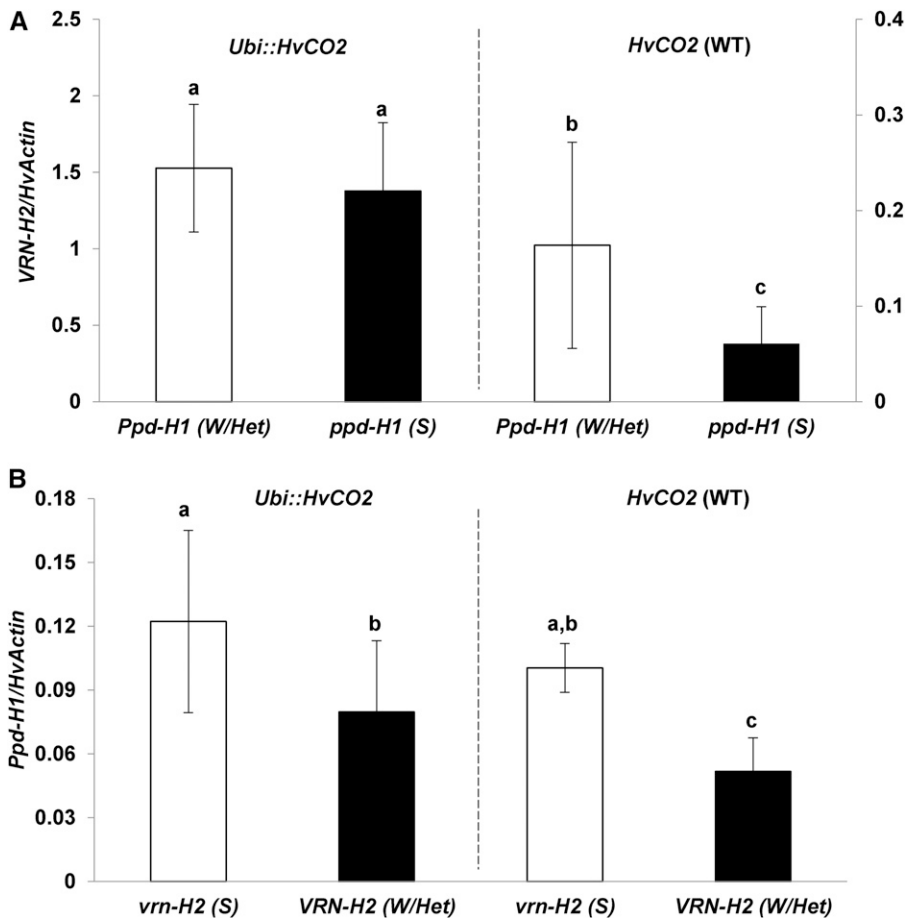 A
Ubi::HvCO2
HvCO2 (WT)
VRN-H2/HvActin
2.5
2
1.5
1
0.5
0
0.4
0.3
0.2
0.1
0
a
a
b
c
Ppd-H1 (W/Het)
ppd-H1 (S)
Ppd-H1 (W/Het)
ppd-H1 (S)
B
Ubi::HvCO2
HvCO2 (WT)
Ppd-H1/HvActin
0.18
0.15
0.12
0.09
0.06
0.03
0
a
b
a,b
c
vrn-H2 (S)
VRN-H2 (W/Het)
vrn-H2 (S)
VRN-H2 (W/Het)